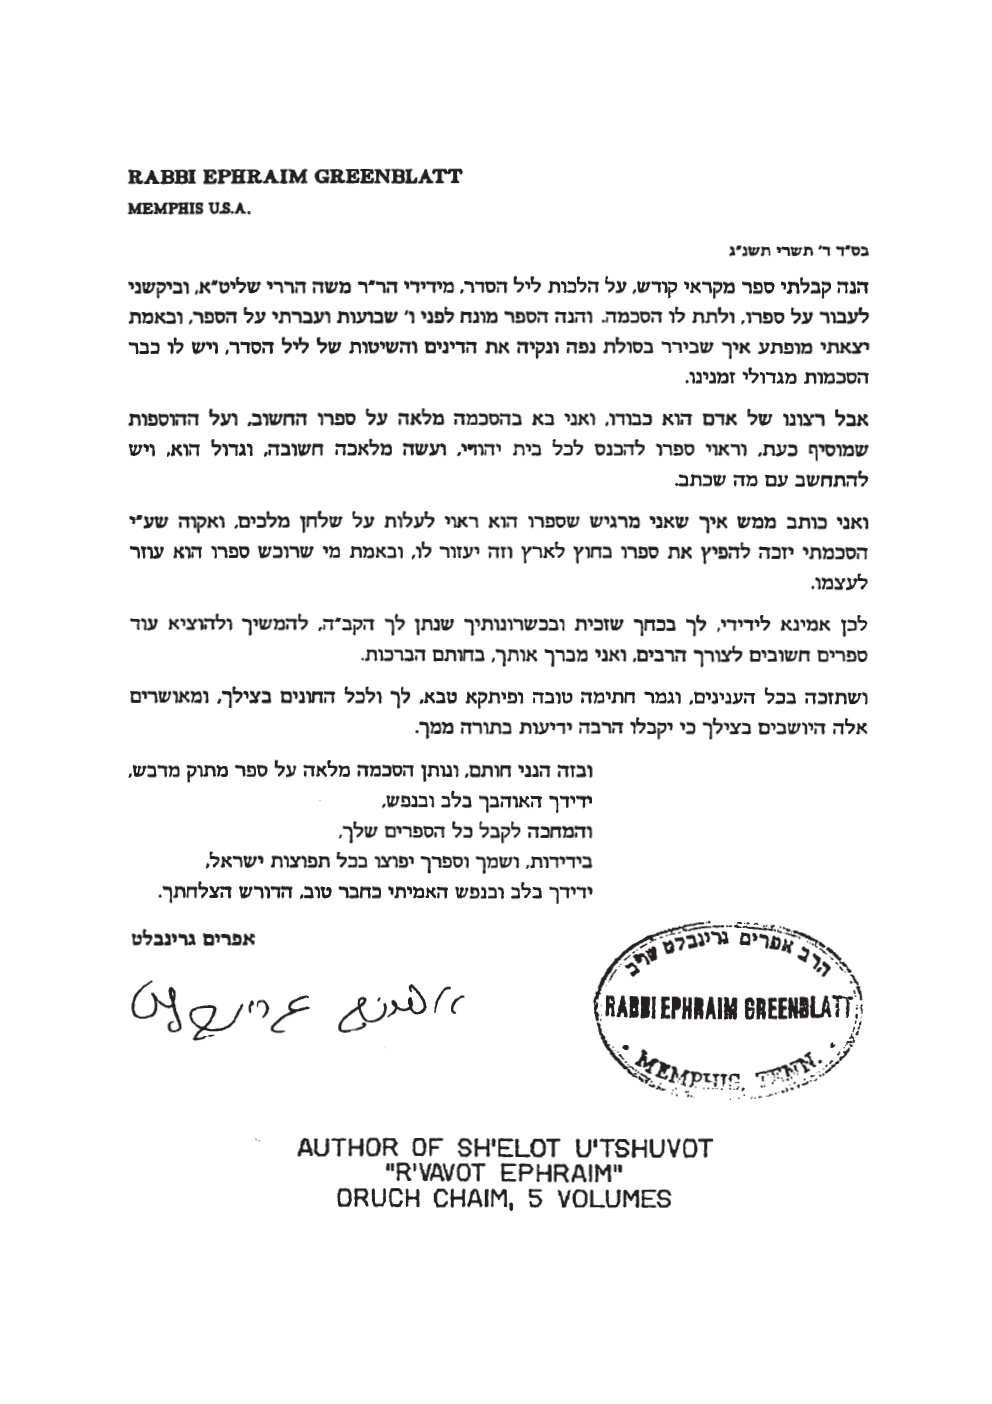 RABBI EPHRAIM GREENBLATT
MEMPHIS U.S.A.
בס״ד ד׳ תשרי תשנ״ג
הנה קבלתי ספר מקראי קודש, על הלכות ליל הסדר, מידידי הר״ר משה הררי שליט״א, וביקשני
לעבור על ספרו, ולתת לו הסכמה. והנה הספר מונח לפני ו׳ שבועות ועברתי על הספר, ובאמת
יצאתי מופתע איך שבירר בסולת נפה ונקיה את הדינים והשיטות של ליל הסדר, ויש לו כבר
הסכמות מגדולי זמנינו.
אבל רצונו של אדם הוא כבודו, ואני בא בהסכמה מלאה על ספרו החשוב, ועל ההוספות
שמוסיף כעת, וראוי ספרו להכנס לכל בית יהודי, ועשה מלאכה חשובה, וגדול הוא, ויש
להתחשב עם מה שכתב.
ואני כותב ממש איך שאני מרגיש שספרו הוא ראוי לעלות על שלחן מלכים, ואקוה שע״י
הסכמתי יזכה להפיץ את ספרו בחוץ לארץ וזה יעזור לו, ובאמת מי שרוכש ספרו הוא עוזר
לעצמו.
לכן אמינא לידידי, לך בכחך שזכית ובכשרונותיך שנתן לך הקב״ה, להמשיך ולהוציא עוד
ספרים חשובים לצורך הרבים, ואני מברך אותך, בחותם הברכות.
ושתזכה בכל הענינים, וגמר חתימה טובה ופיתקא טבא, לך ולכל החונים בצילך, ומאושרים
אלה היושבים בצילך כי יקבלו הרבה ידיעות בתורה ממך.
ובזה הנני חותם, ונותן הסכמה מלאה על ספר מתוק מדבש,
ידידך האוהבך בלב ובנפש,
והמחכה לקבל כל הספרים שלך,
בידידות, ושמך וספרך יפוצו בכל תפוצות ישראל,
ידידך בלב ובנפש האמיתי כחבר טוב, הדורש הצלחתך.
אפרים גרינבלט
אפרים גרינבלט
הרב אפרים גרינבלט שו״ב
RABBI EPHRAIM GREENBLATT
• MEMPHIS, TENN. •
AUTHOR OF SH'ELOT U'TSHUVOT
"R'VAVOT EPHRAIM"
ORUCH CHAIM, 5 VOLUMES